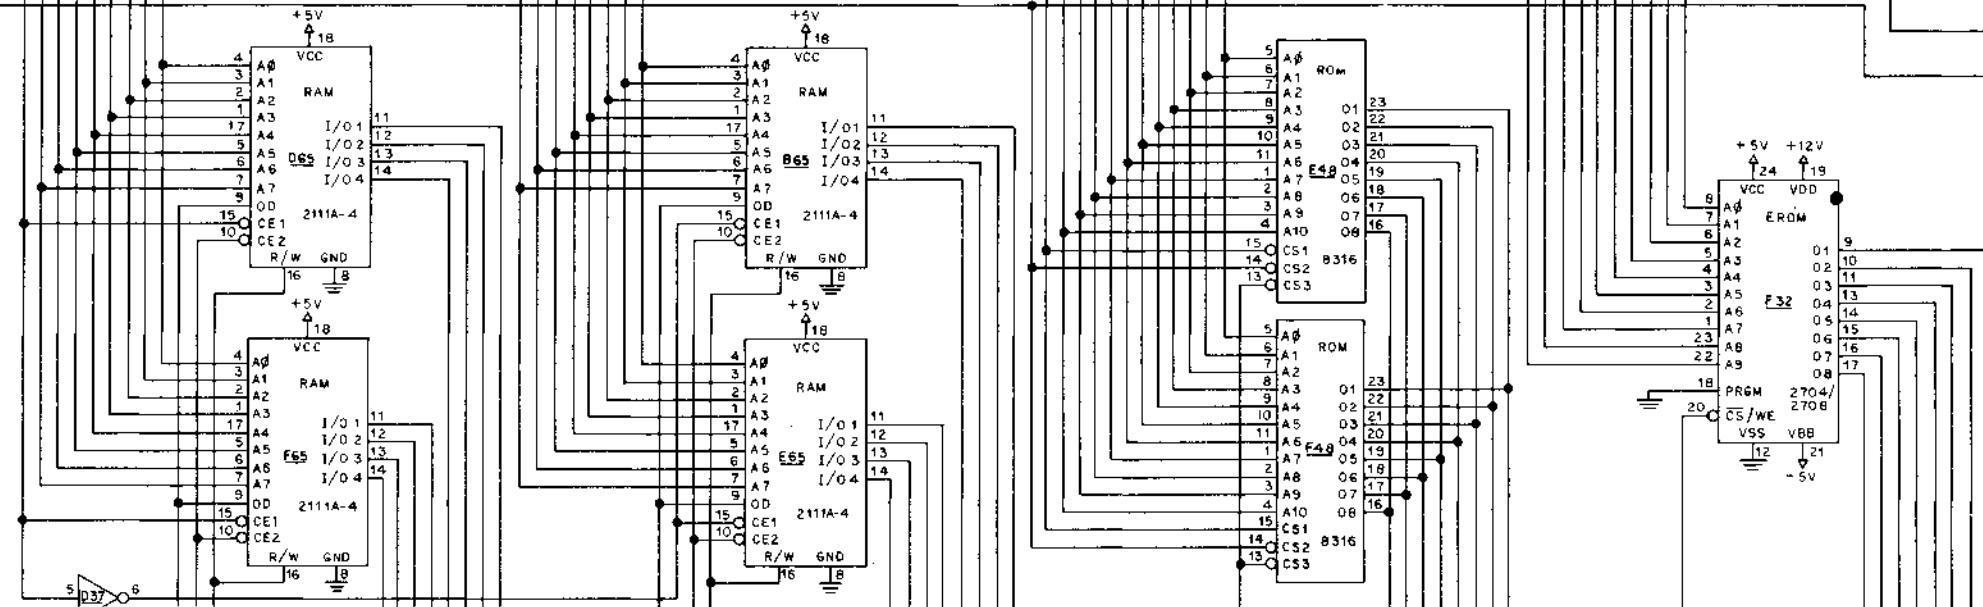 +5V
18
VCC
RAM
4 AØ
3 A1
2 A2
1 A3
17 A4
5 A5
6 A6
7 A7
9 OD
15 CE1
10 CE2
I/O1 11
I/O2 12
I/O3 13
I/O4 14
D65
2111A-4
R/W GND
16 8
+5V
18
VCC
RAM
4 AØ
3 A1
2 A2
1 A3
17 A4
5 A5
6 A6
7 A7
9 OD
15 CE1
10 CE2
I/O1 11
I/O2 12
I/O3 13
I/O4 14
F65
2111A-4
R/W GND
16 8
5 D37 6
+5V
18
VCC
RAM
4 AØ
3 A1
2 A2
1 A3
17 A4
5 A5
6 A6
7 A7
9 OD
15 CE1
10 CE2
I/O1 11
I/O2 12
I/O3 13
I/O4 14
B65
2111A-4
R/W GND
16 8
+5V
18
VCC
RAM
4 AØ
3 A1
2 A2
1 A3
17 A4
5 A5
6 A6
7 A7
9 OD
15 CE1
10 CE2
I/O1 11
I/O2 12
I/O3 13
I/O4 14
E65
2111A-4
R/W GND
16 8
ROM
5 AØ
6 A1
7 A2
8 A3
9 A4
10 A5
11 A6
1 A7
2 A8
3 A9
4 A10
15 CS1
14 CS2
13 CS3
O1 23
O2 22
O3 21
O4 20
O5 19
O6 18
O7 17
O8 16
E48
8316
ROM
5 AØ
6 A1
7 A2
8 A3
9 A4
10 A5
11 A6
1 A7
2 A8
3 A9
4 A10
15 CS1
14 CS2
13 CS3
O1 23
O2 22
O3 21
O4 20
O5 19
O6 18
O7 17
O8 16
F48
8316
+5V +12V
24 19
VCC VDD
EROM
8 AØ
7 A1
6 A2
5 A3
4 A4
3 A5
2 A6
1 A7
23 A8
22 A9
18 PRGM
20 CS/WE
O1 9
O2 10
O3 11
O4 13
O5 14
O6 15
O7 16
O8 17
F32
2704/
2708
VSS VBB
12 21
-5V